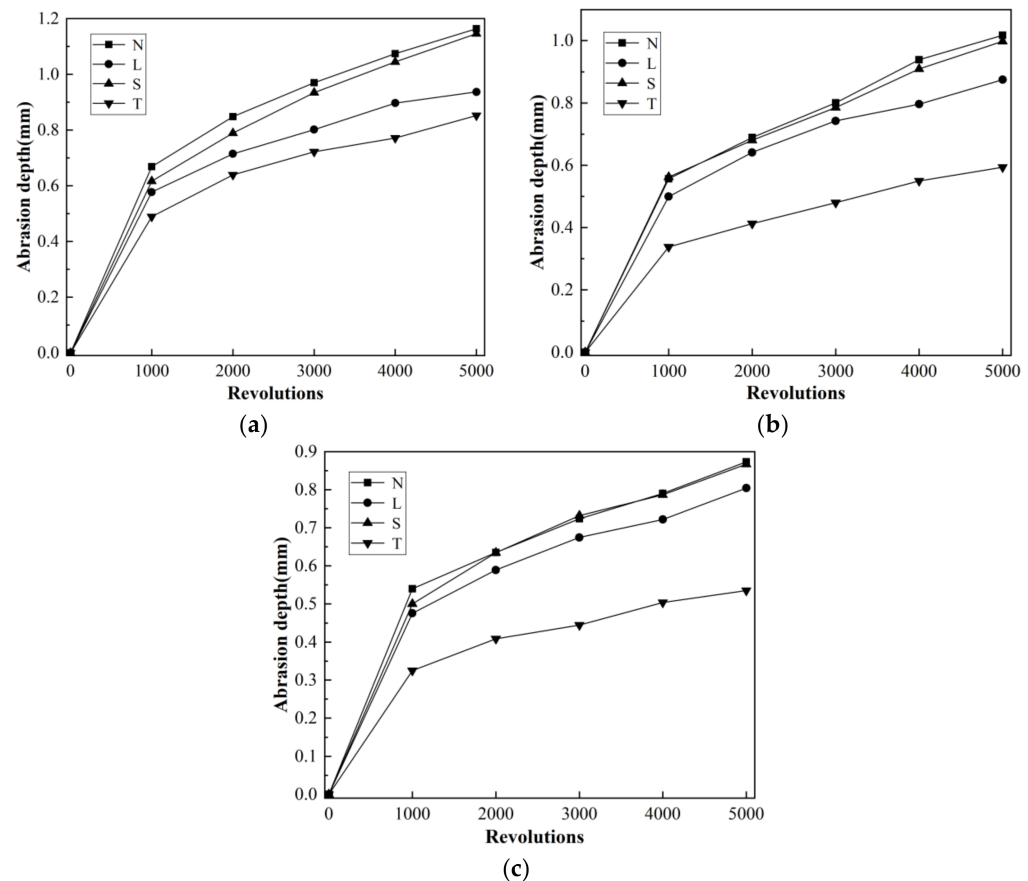 1.2
1.0
0.8
0.6
0.4
0.2
0.0
Abrasion depth(mm)
N
L
S
T
0 1000 2000 3000 4000 5000
Revolutions
(a)
1.0
0.8
0.6
0.4
0.2
0.0
Abrasion depth(mm)
N
L
S
T
0 1000 2000 3000 4000 5000
Revolutions
(b)
0.9
0.8
0.7
0.6
0.5
0.4
0.3
0.2
0.1
0.0
Abrasion depth(mm)
N
L
S
T
0 1000 2000 3000 4000 5000
Revolutions
(c)